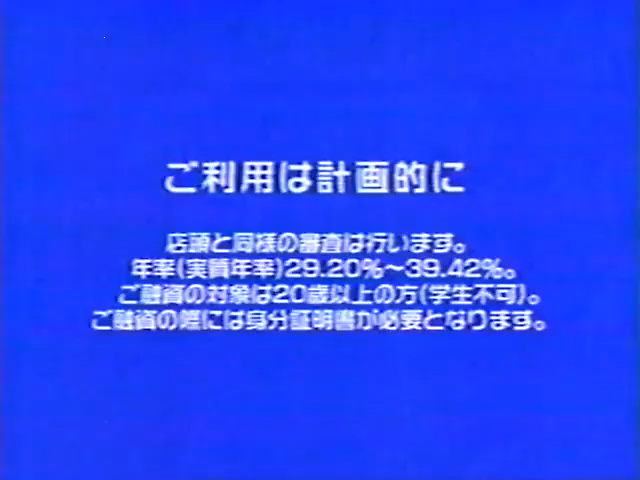 ご利用は計画的に
店頭と同様の審査は行います。
年率(実質年率)29.20%〜39.42%。
ご融資の対象は20歳以上の方(学生不可)。
ご融資の際には身分証明書が必要となります。